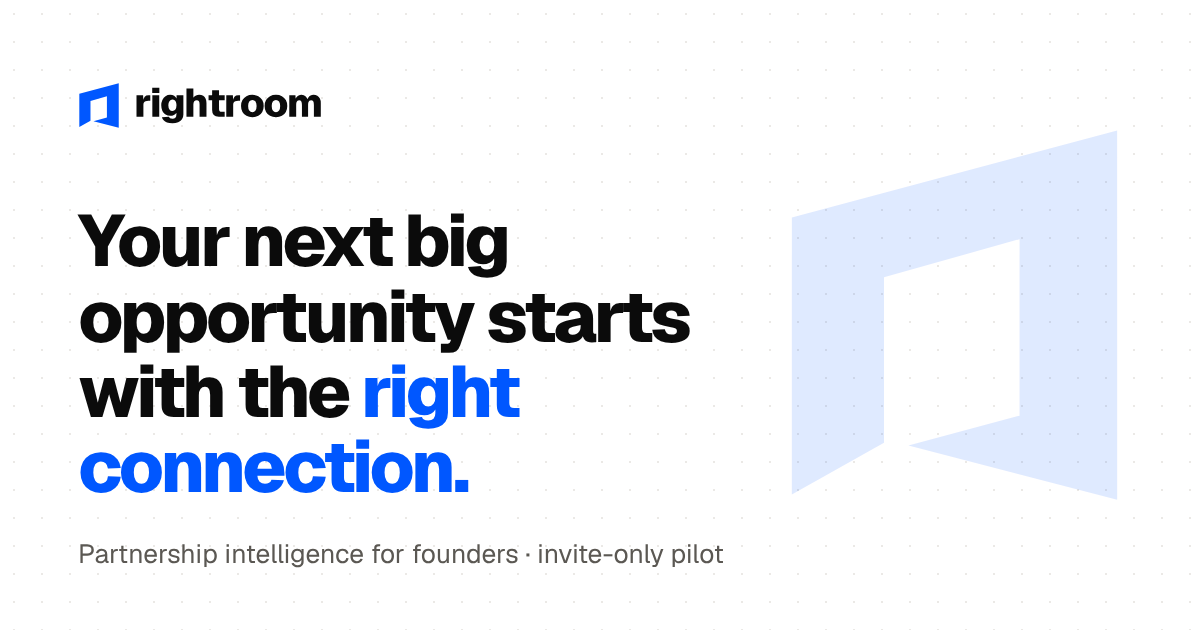 rightroom
Your next big
opportunity starts
with the right
connection.
Partnership intelligence for founders · invite-only pilot